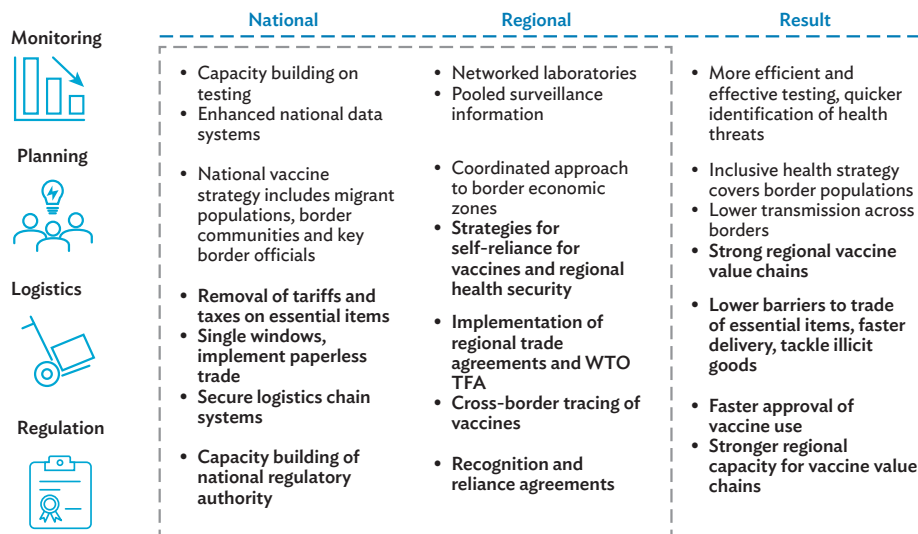 National
Regional
Result
Monitoring
• Capacity building on
testing
• Enhanced national data
systems
• Networked laboratories
• Pooled surveillance
information
• More efficient and
effective testing, quicker
identification of health
threats
Planning
• National vaccine
strategy includes migrant
populations, border
communities and key
border officials
• Coordinated approach
to border economic
zones
• Strategies for
self-reliance for
vaccines and regional
health security
• Inclusive health strategy
covers border populations
• Lower transmission across
borders
• Strong regional vaccine
value chains
Logistics
• Removal of tariffs and
taxes on essential items
• Single windows,
implement paperless
trade
• Secure logistics chain
systems
• Implementation of
regional trade
agreements and WTO
TFA
• Cross-border tracing of
vaccines
• Lower barriers to trade
of essential items, faster
delivery, tackle illicit
goods
Regulation
• Capacity building of
national regulatory
authority
• Recognition and
reliance agreements
• Faster approval of
vaccine use
• Stronger regional
capacity for vaccine value
chains